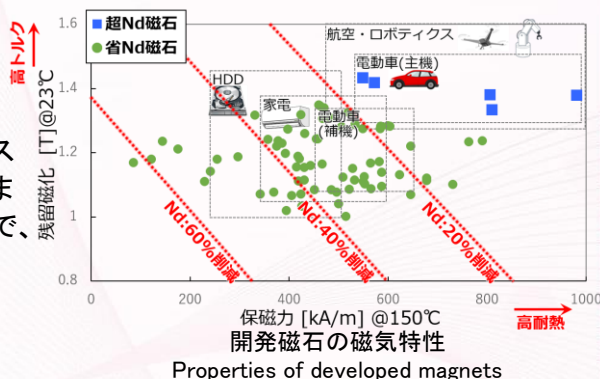 高トルク
残留磁化 [T]@23℃
1.6
1.4
1.2
1
0.8
超Nd磁石
省Nd磁石
航空・ロボティクス
電動車(主機)
HDD
家電
電動車
(補機)
ス
ま
で、
Nd:60%削減
Nd:40%削減
Nd:20%削減
0
200
400
600
800
1000
保磁力 [kA/m] @150℃
高耐熱
開発磁石の磁気特性
Properties of developed magnets